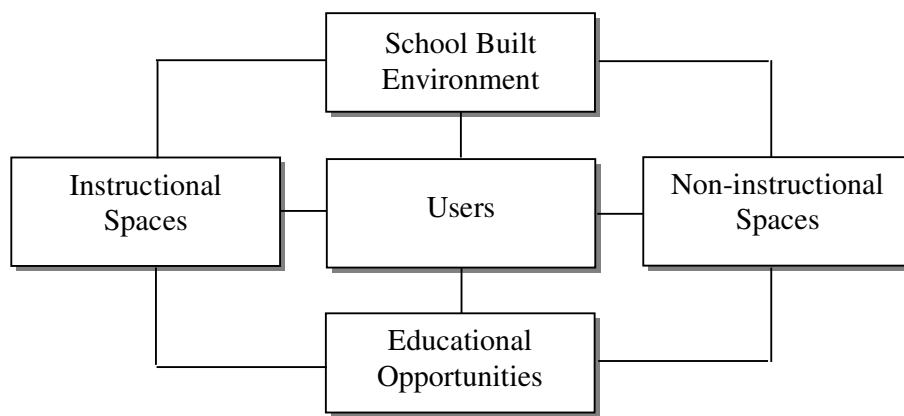 School Built
Environment
Instructional
Spaces
Users
Non-instructional
Spaces
Educational
Opportunities